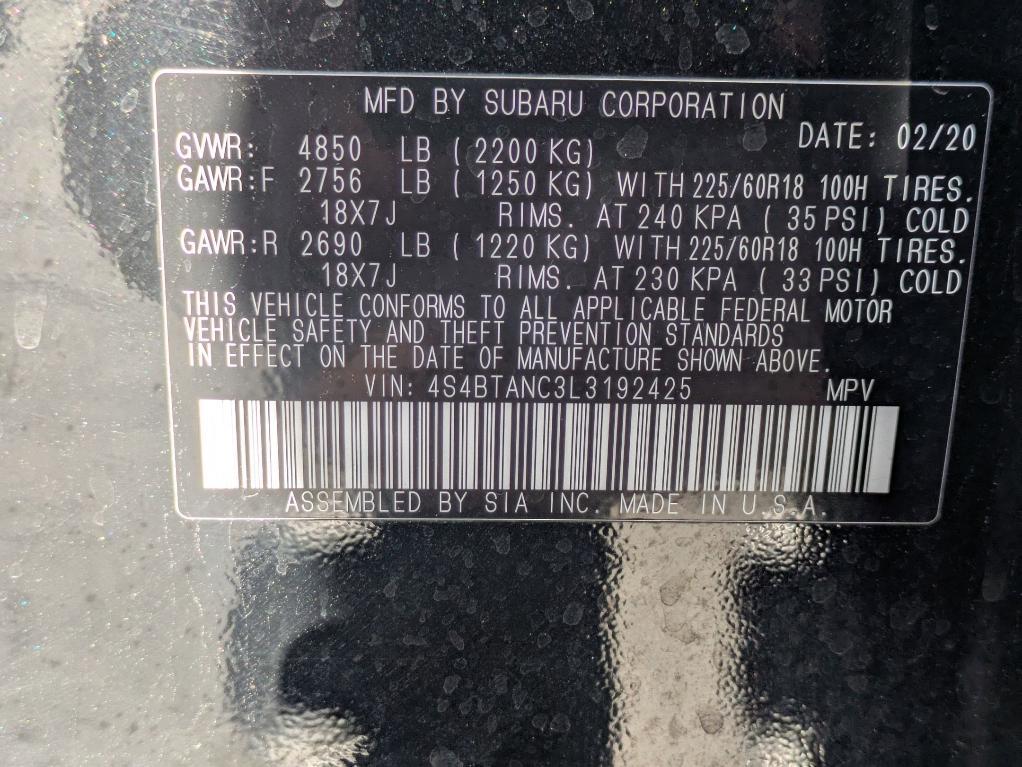 MFD BY SUBARU CORPORATION
DATE: 02/20
GVWR: 4850 LB ( 2200 KG)
GAWR:F 2756 LB ( 1250 KG) WITH 225/60R18 100H TIRES.
18X7J RIMS. AT 240 KPA ( 35 PSI) COLD
GAWR:R 2690 LB ( 1220 KG) WITH 225/60R18 100H TIRES.
18X7J RIMS. AT 230 KPA ( 33 PSI) COLD
THIS VEHICLE CONFORMS TO ALL APPLICABLE FEDERAL MOTOR
VEHICLE SAFETY AND THEFT PREVENTION STANDARDS
IN EFFECT ON THE DATE OF MANUFACTURE SHOWN ABOVE.
VIN: 4S4BTANC3L3192425 MPV
ASSEMBLED BY SIA INC. MADE IN U.S.A.